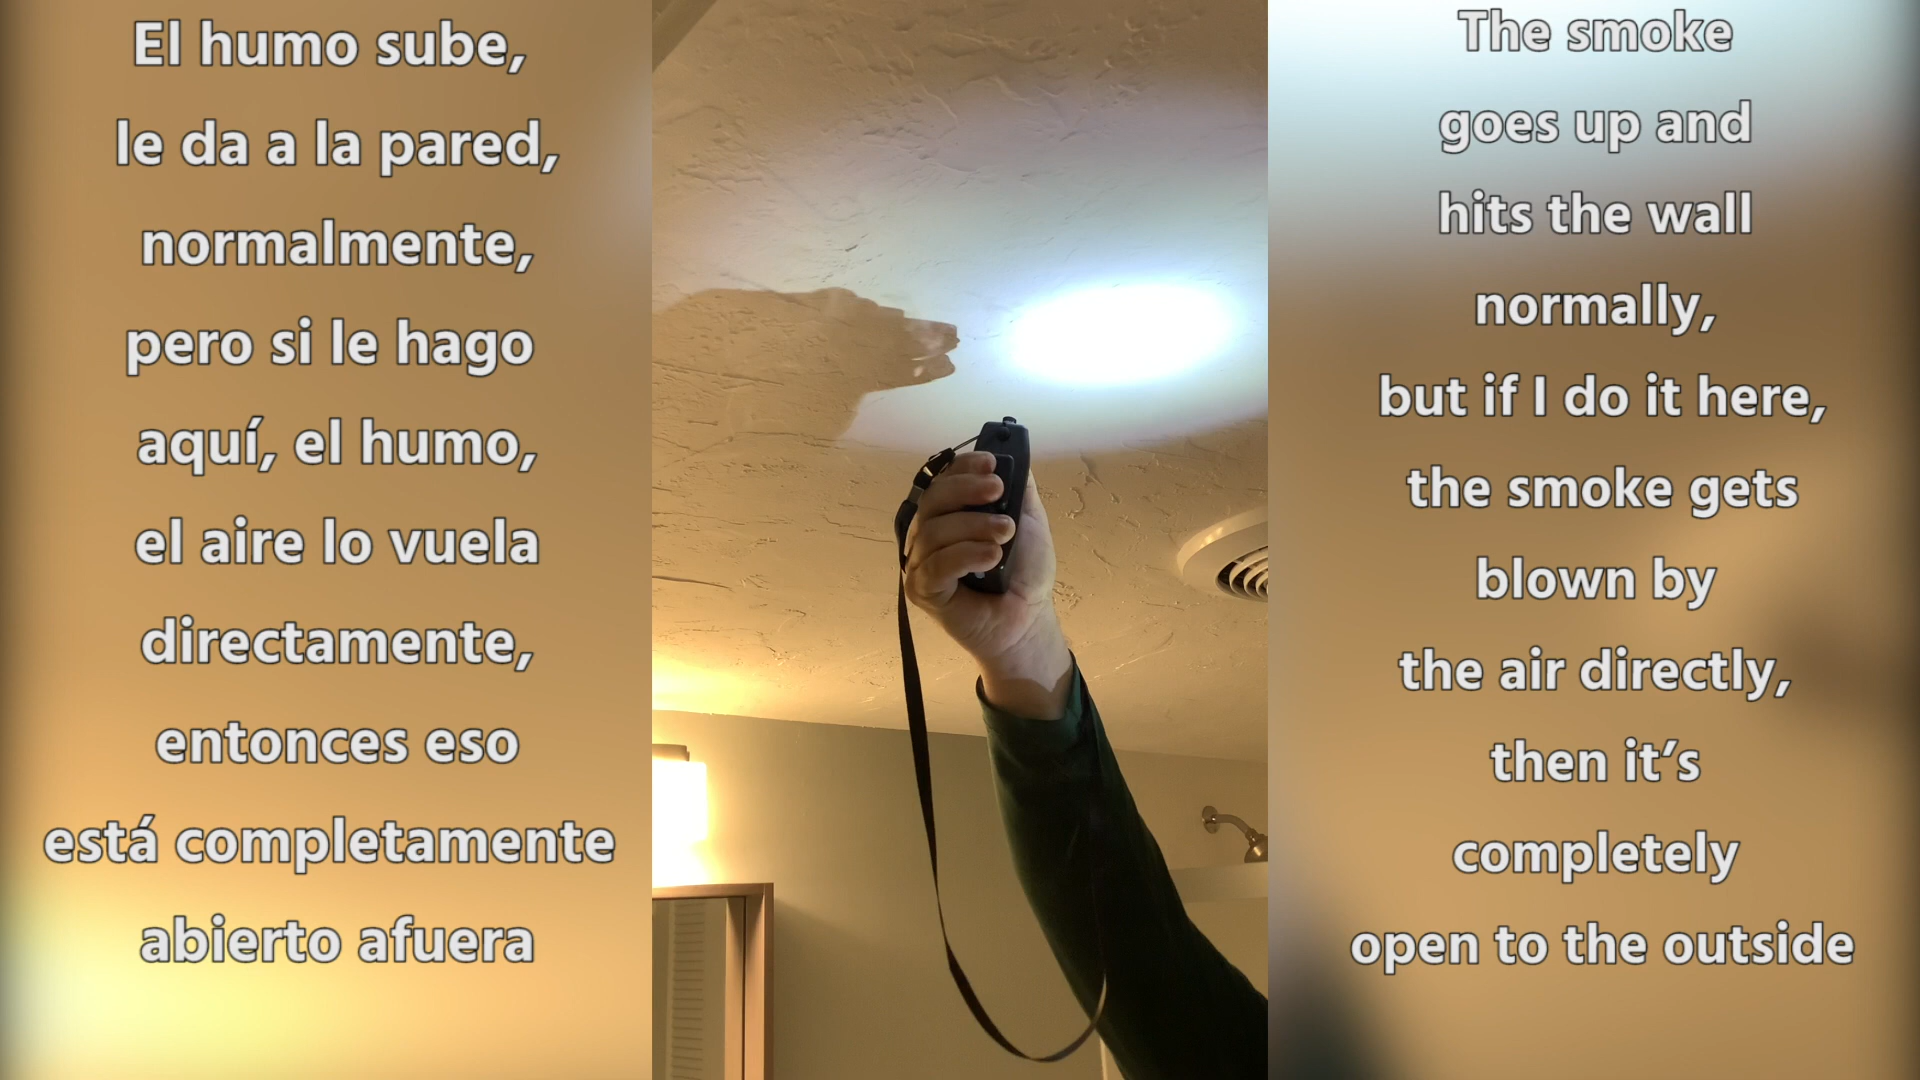 El humo sube,
le da a la pared,
normalmente,
pero si le hago
aquí, el humo,
el aire lo vuela
directamente,
entonces eso
está completamente
abierto afuera
The smoke
goes up and
hits the wall
normally,
but if I do it here,
the smoke gets
blown by
the air directly,
then it's
completely
open to the outside